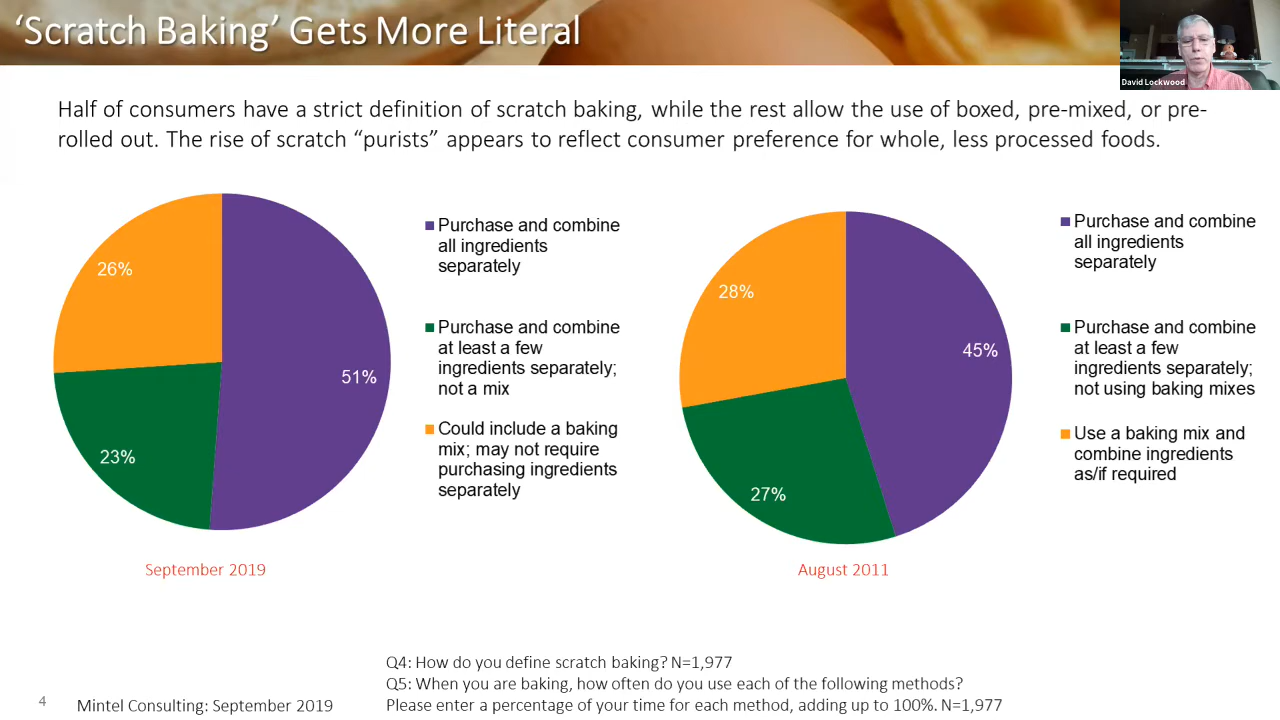 ‘Scratch Baking’ Gets More Literal
David Lockwood
Half of consumers have a strict definition of scratch baking, while the rest allow the use of boxed, pre-mixed, or pre-
rolled out. The rise of scratch “purists” appears to reflect consumer preference for whole, less processed foods.
26%
51%
23%
Purchase and combine
all ingredients
separately
Purchase and combine
at least a few
ingredients separately;
not a mix
Could include a baking
mix; may not require
purchasing ingredients
separately
September 2019
28%
45%
27%
Purchase and combine
all ingredients
separately
Purchase and combine
at least a few
ingredients separately;
not using baking mixes
Use a baking mix and
combine ingredients
as/if required
August 2011
Q4: How do you define scratch baking? N=1,977
Q5: When you are baking, how often do you use each of the following methods?
Please enter a percentage of your time for each method, adding up to 100%. N=1,977
4
Mintel Consulting: September 2019